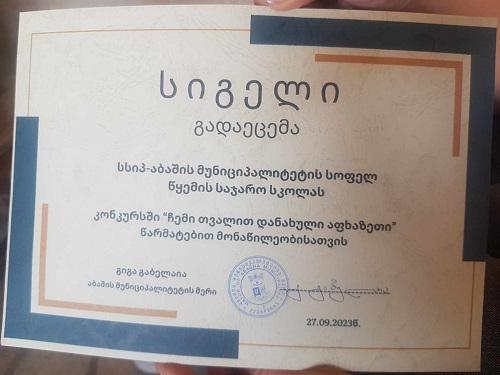 სიგელი
გადაეცემა
სსიპ-აბაშის მუნიციპალიტეტის სოფელ
წყემის საჯარო სკოლას
კონკურსში "ჩემი თვალით დანახული აფხაზეთი"
წარმატებით მონაწილეობისათვის
გიგა გაბელაია
აბაშის მუნიციპალიტეტის მერი
27.09.2023წ.